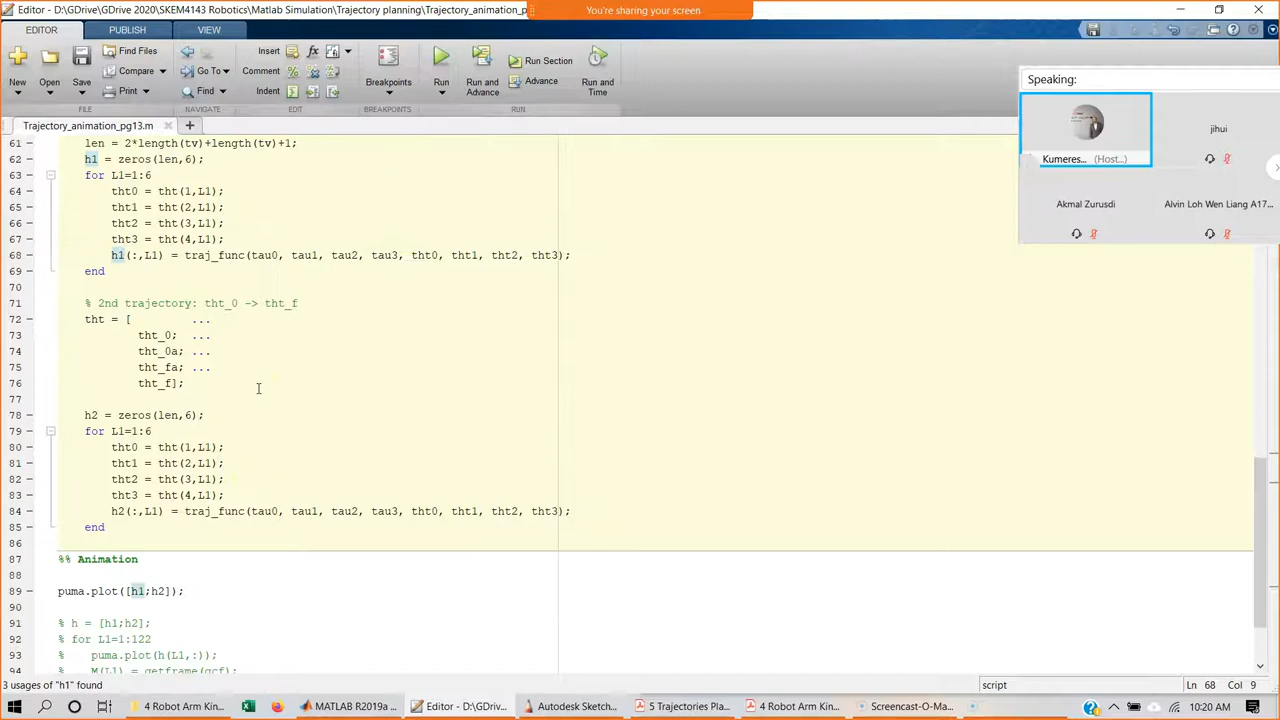 Editor - D:\GDrive\GDrive 2020\SKEM4143 Robotics\Matlab Simulation\Trajectory planning\Trajectory_animation_p
You're sharing your screen
EDITOR PUBLISH VIEW
New Open Save Find Files Compare Print
Go To Find
Insert Comment Indent
Breakpoints
Run Run and Advance Run Section Advance Run and Time
FILE NAVIGATE EDIT BREAKPOINTS RUN
Trajectory_animation_pg13.m
Speaking:
Kumeres... (Host...)
jihui
Akmal Zurusdi
Alvin Loh Wen Liang A17...
61 len = 2*length(tv)+length(tv)+1;
62 h1 = zeros(len,6);
63 for L1=1:6
64 tht0 = tht(1,L1);
65 tht1 = tht(2,L1);
66 tht2 = tht(3,L1);
67 tht3 = tht(4,L1);
68 h1(:,L1) = traj_func(tau0, tau1, tau2, tau3, tht0, tht1, tht2, tht3);
69 end
70
71 % 2nd trajectory: tht_0 -> tht_f
72 tht = [ ...
73 tht_0; ...
74 tht_0a; ...
75 tht_fa; ...
76 tht_f];
77
78 h2 = zeros(len,6);
79 for L1=1:6
80 tht0 = tht(1,L1);
81 tht1 = tht(2,L1);
82 tht2 = tht(3,L1);
83 tht3 = tht(4,L1);
84 h2(:,L1) = traj_func(tau0, tau1, tau2, tau3, tht0, tht1, tht2, tht3);
85 end
86
87 %% Animation
88
89 puma.plot([h1;h2]);
90
91 % h = [h1;h2];
92 % for L1=1:122
93 % puma.plot(h(L1,:));
94 % M(L1) = getframe(gcf);
3 usages of "h1" found
script
Ln 68 Col 9
4 Robot Arm Kin...
MATLAB R2019a ...
Editor - D:\GDriv...
Autodesk Sketch...
5 Trajectories Pla...
4 Robot Arm Kin...
Screencast-O-Ma...
10:20 AM